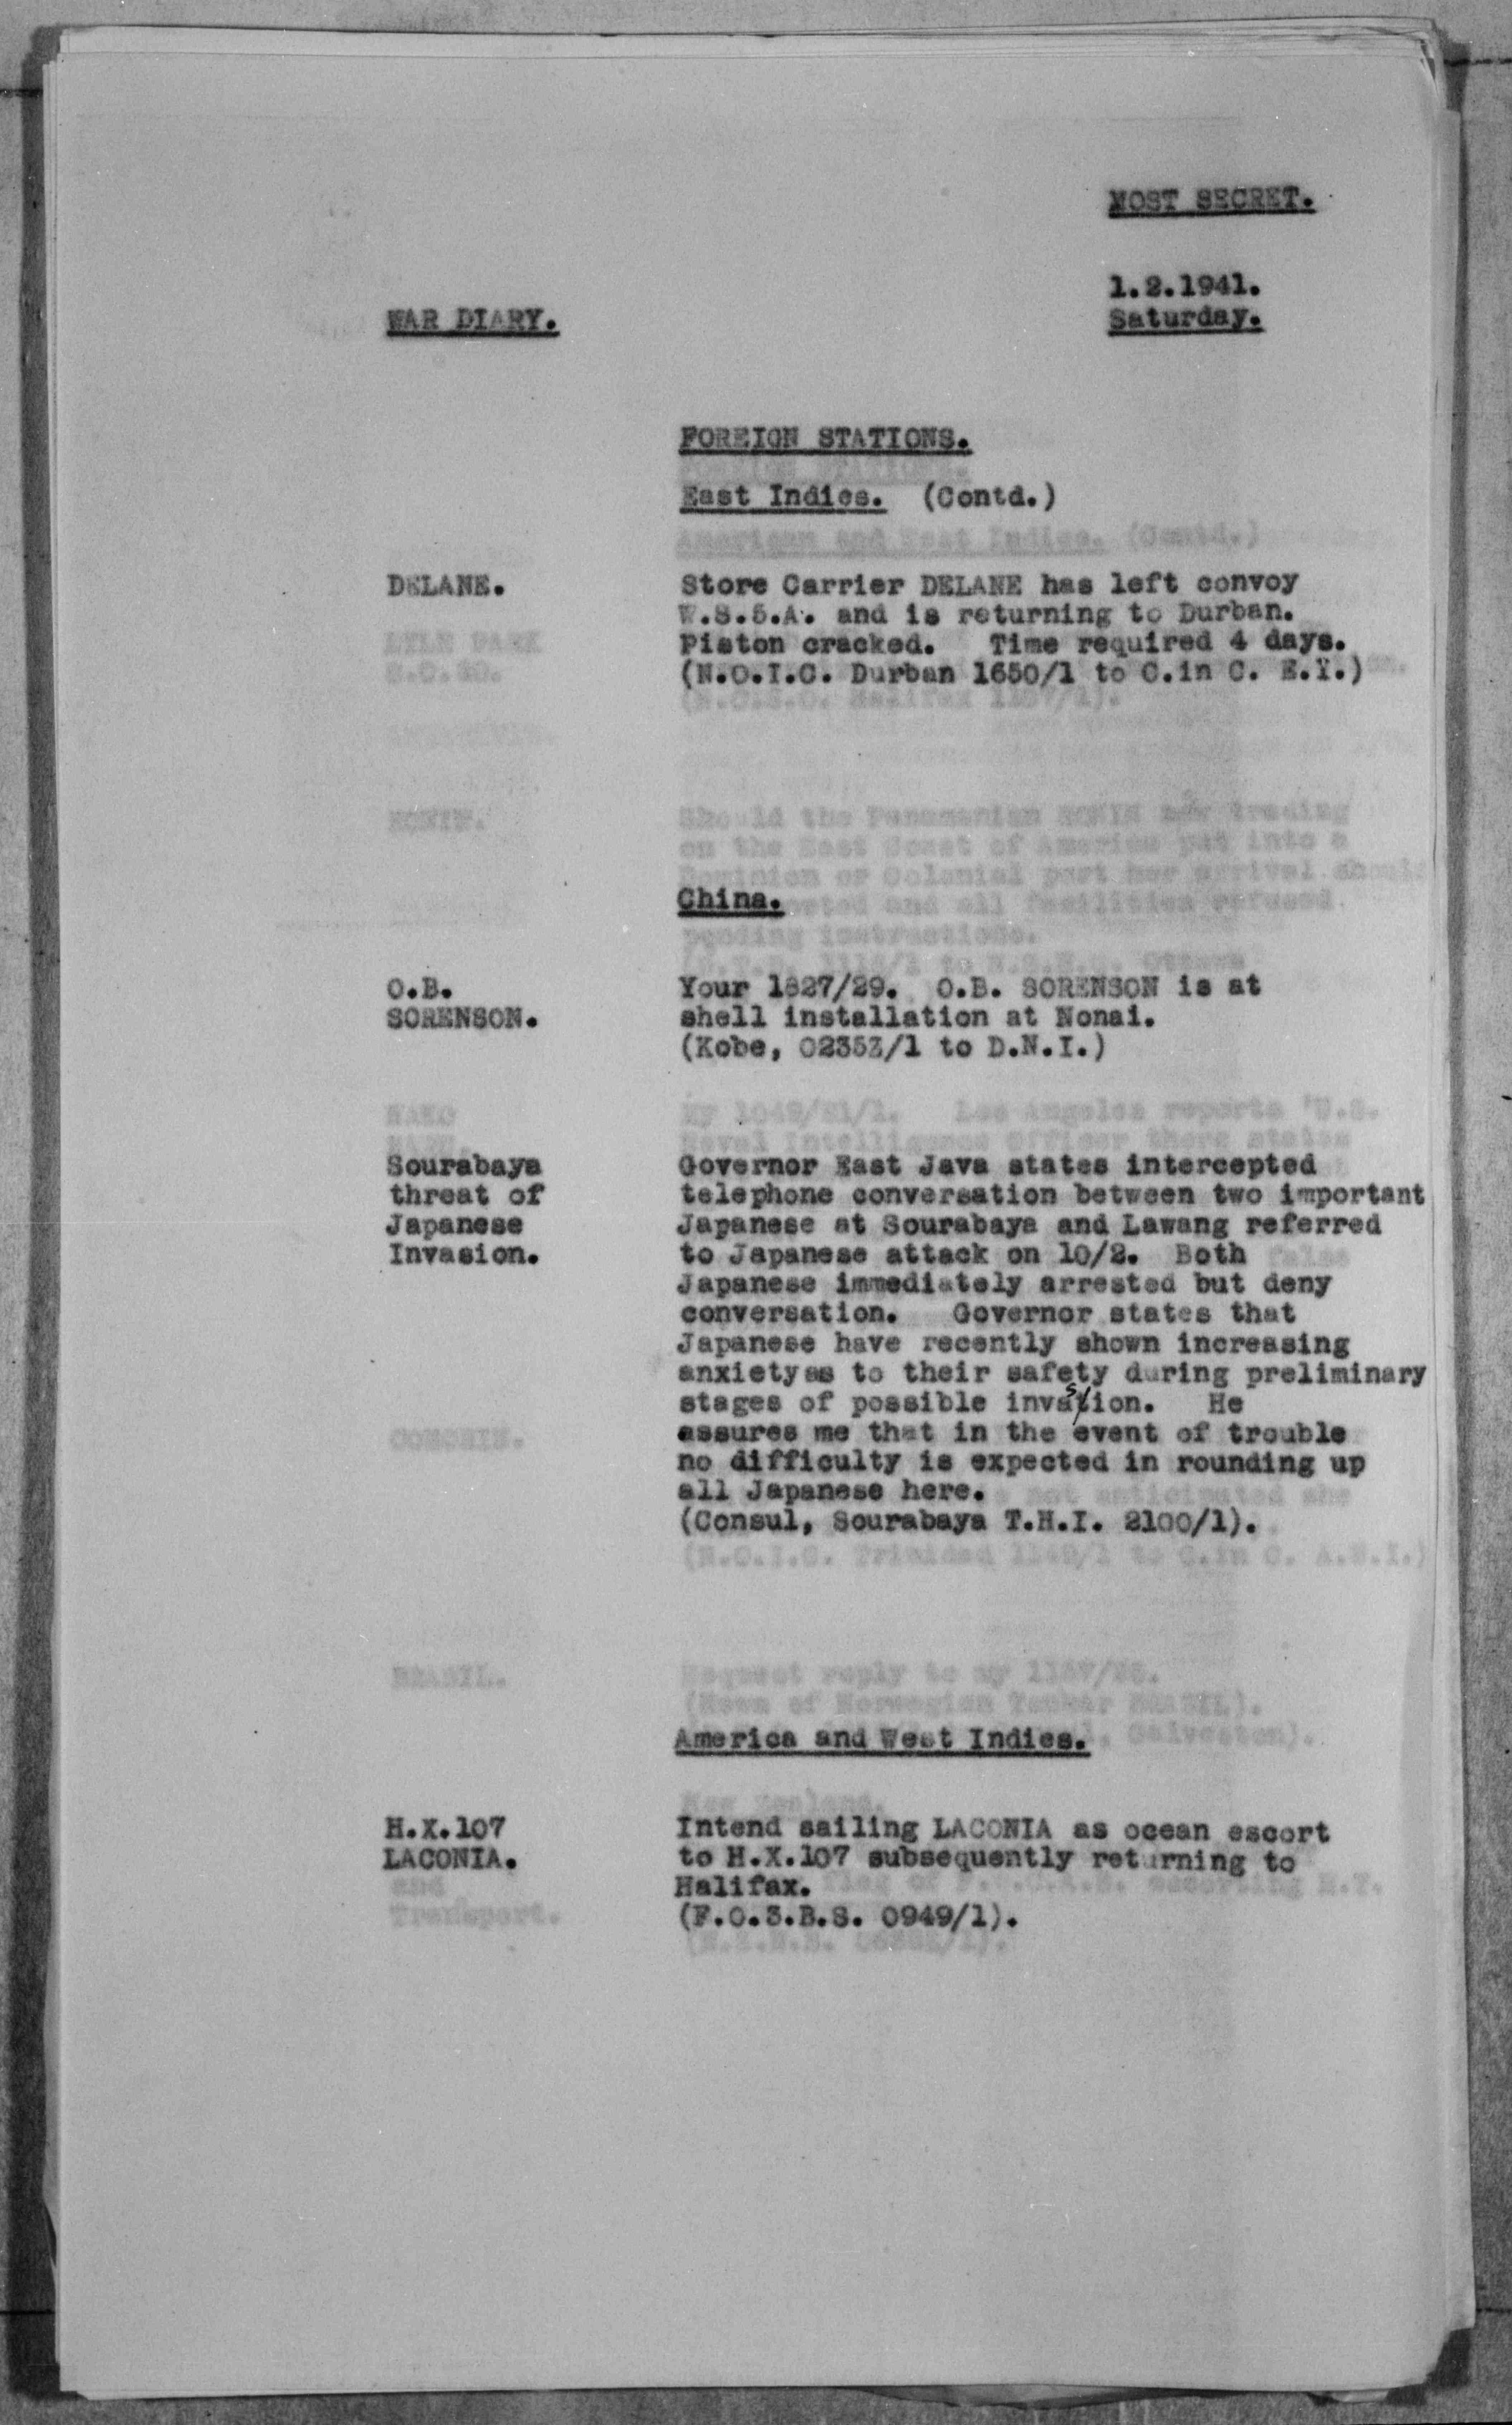 MOST SECRET.
1.2.1941.
WAR DIARY.
Saturday.
FOREIGN STATIONS.
East Indies. (Contd.)
DELANE.
Store Carrier DELANE has left convoy
W.S.5.A. and is returning to Durban.
Piston cracked. Time required 4 days.
(N.O.I.C. Durban 1650/1 to C.in C. E.I.)
China.
O.B.
SORENSON.
Your 1827/29. O.B. SORENSON is at
shell installation at Nonai.
(Kobe, 0235Z/1 to D.N.I.)
Sourabaya
threat of
Japanese
Invasion.
Governor East Java states intercepted
telephone conversation between two important
Japanese at Sourabaya and Lawang referred
to Japanese attack on 10/2. Both
Japanese immediately arrested but deny
conversation. Governor states that
Japanese have recently shown increasing
anxietyas to their safety during preliminary
stages of possible invasion. He
assures me that in the event of trouble
no difficulty is expected in rounding up
all Japanese here.
(Consul, Sourabaya T.H.I. 2100/1).
America and West Indies.
H.X.107
LACONIA.
Intend sailing LACONIA as ocean escort
to H.X.107 subsequently returning to
Halifax.
(F.O.3.B.S. 0949/1).